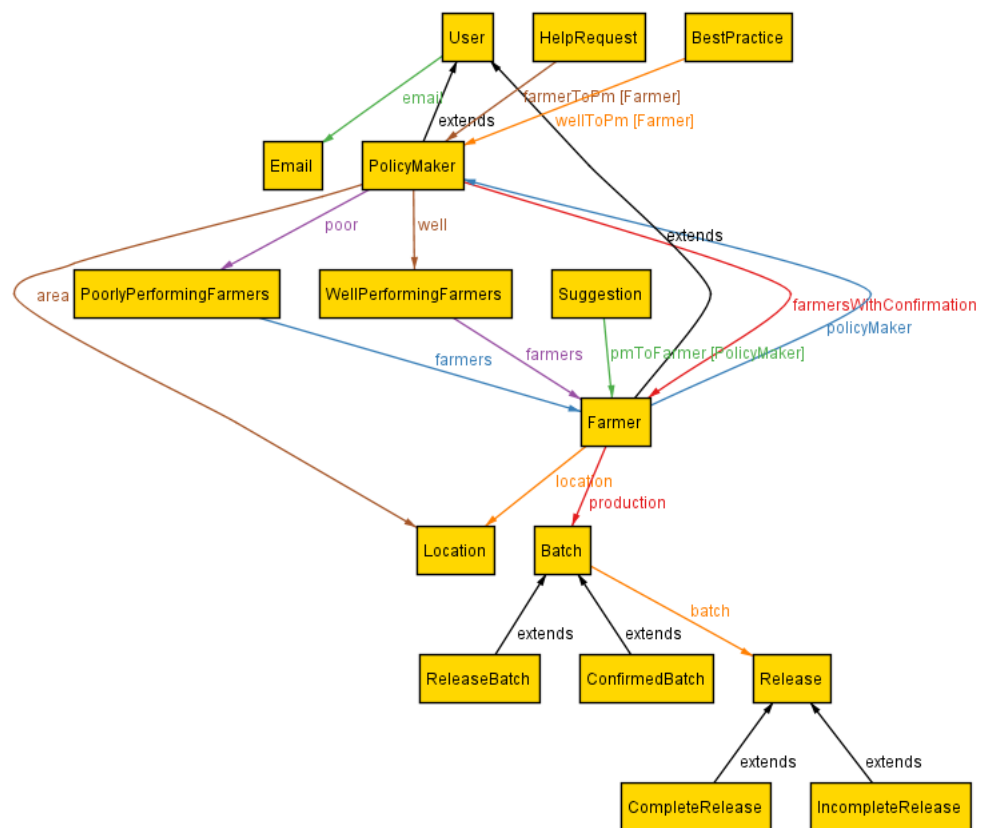 User
HelpRequest
BestPractice
email
farmerToPm [Farmer]
extends
wellToPm [Farmer]
Email
PolicyMaker
poor
well
extends
area
PoorlyPerformingFarmers
WellPerformingFarmers
Suggestion
farmersWithConfirmation
policyMaker
farmers
farmers
pmToFarmer [PolicyMaker]
Farmer
location
production
Location
Batch
batch
extends
extends
ReleaseBatch
ConfirmedBatch
Release
extends
extends
CompleteRelease
IncompleteRelease